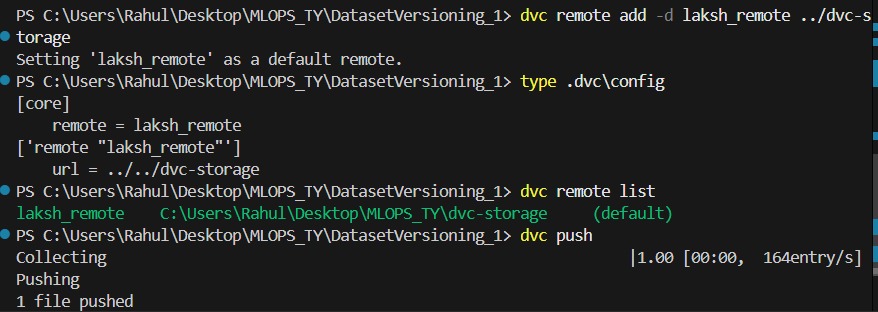 PS C:\Users\Rahul\Desktop\MLOPS_TY\DatasetVersioning_1> dvc remote add -d laksh_remote ../dvc-s
torage
Setting 'laksh_remote' as a default remote.
PS C:\Users\Rahul\Desktop\MLOPS_TY\DatasetVersioning_1> type .dvc\config
[core]
    remote = laksh_remote
['remote "laksh_remote"']
    url = ../../dvc-storage
PS C:\Users\Rahul\Desktop\MLOPS_TY\DatasetVersioning_1> dvc remote list
laksh_remote    C:\Users\Rahul\Desktop\MLOPS_TY\dvc-storage     (default)
PS C:\Users\Rahul\Desktop\MLOPS_TY\DatasetVersioning_1> dvc push
Collecting |1.00 [00:00,  164entry/s]
Pushing
1 file pushed